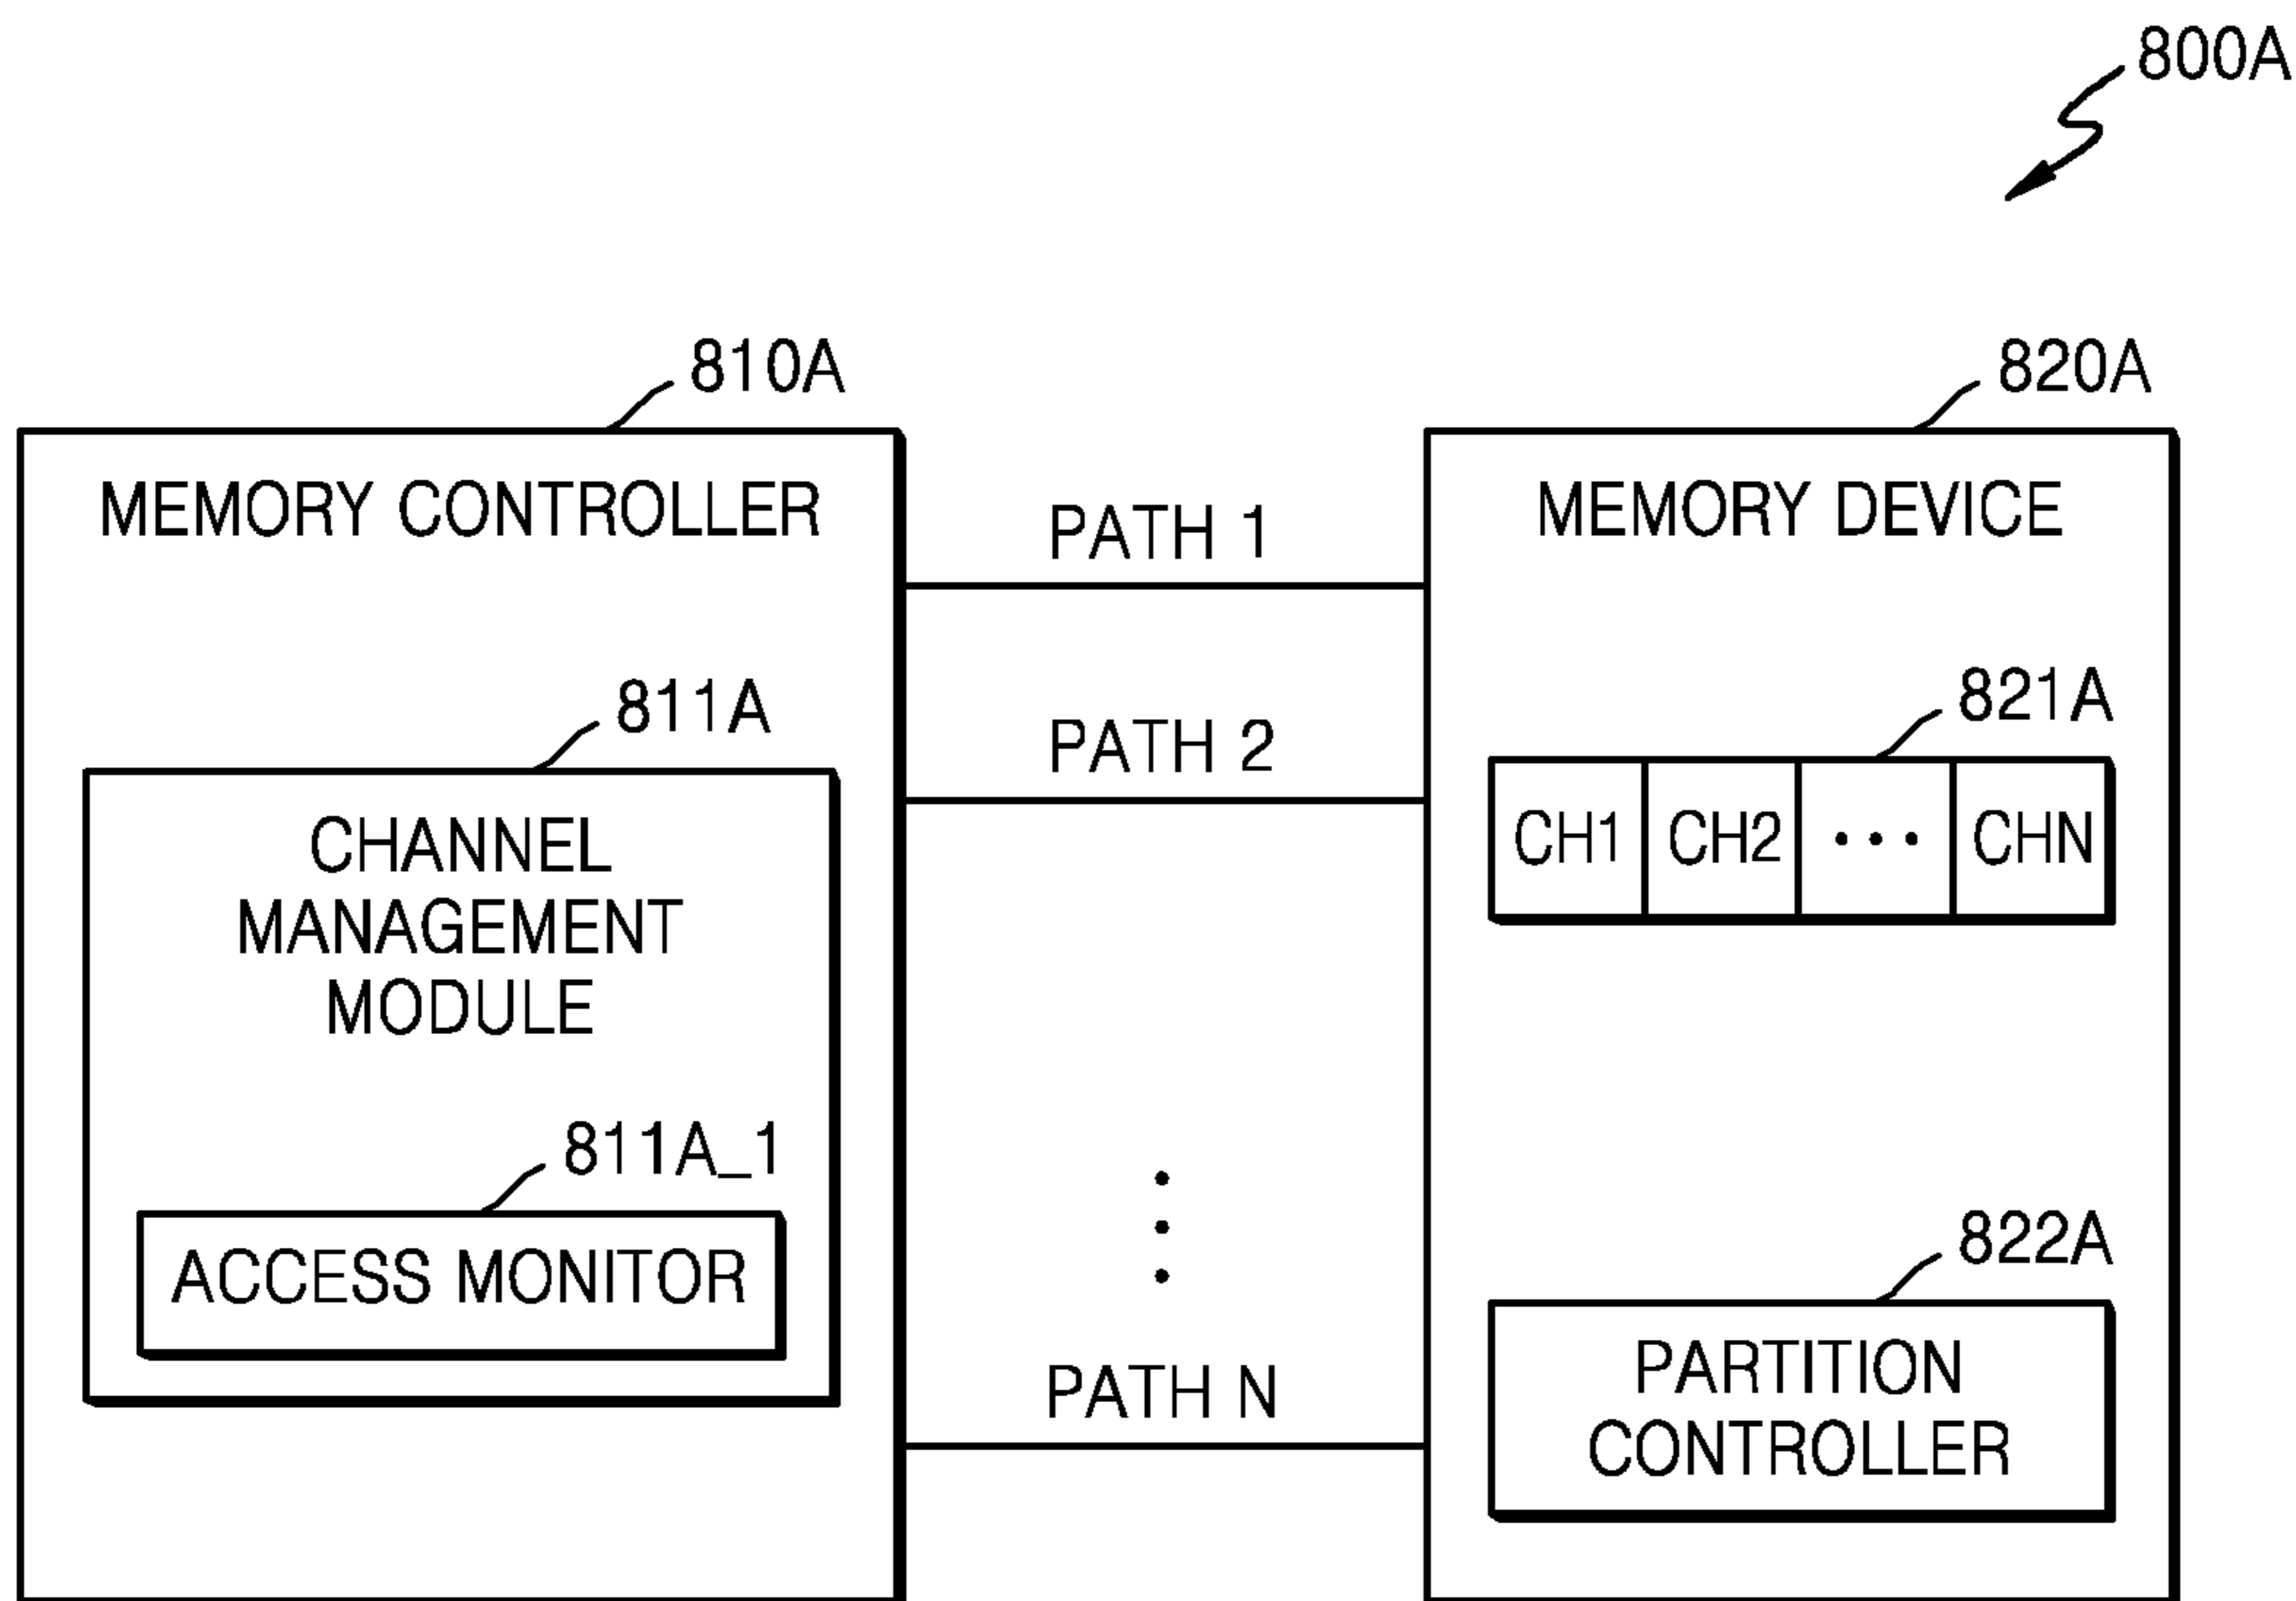 800A
810A
820A
MEMORY CONTROLLER
MEMORY DEVICE
PATH 1
811A
821A
PATH 2
CHANNEL
MANAGEMENT
MODULE
CH1 CH2 ••• CHN
811A_1
822A
ACCESS MONITOR
PARTITION
CONTROLLER
PATH N